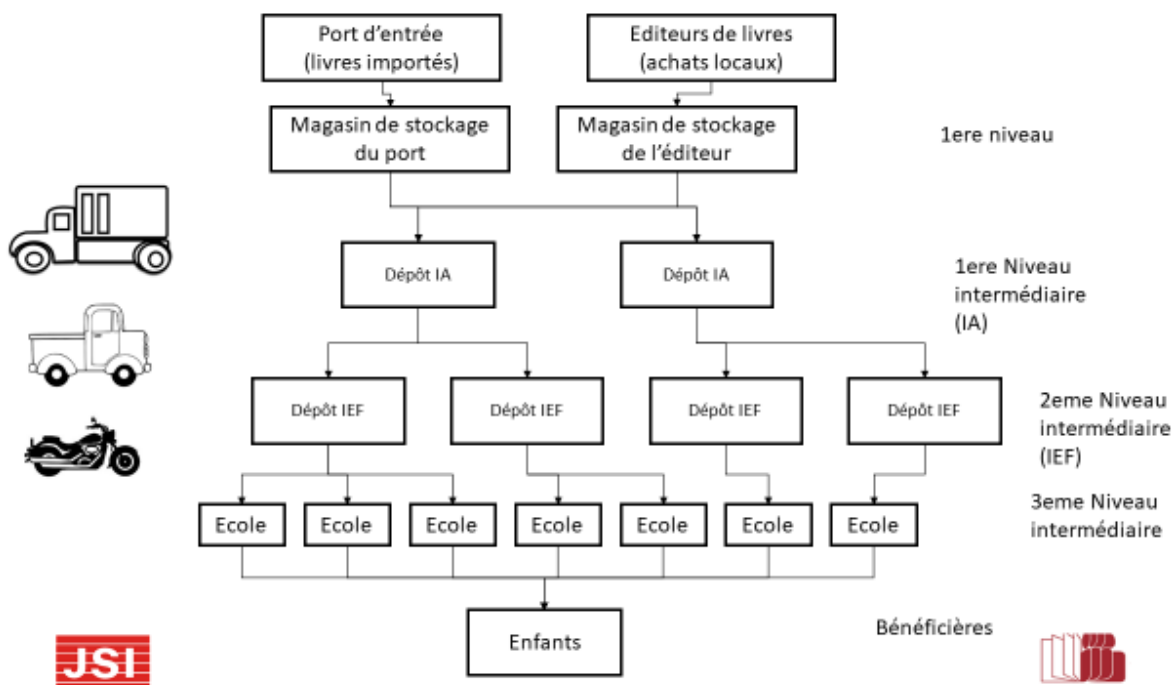 Port d'entrée
(livres importés)
Editeurs de livres
(achats locaux)
Magasin de stockage
du port
Magasin de stockage
de l'éditeur
1ere niveau
Dépôt IA
Dépôt IA
1ere Niveau
intermédiaire
(IA)
Dépôt IEF
Dépôt IEF
Dépôt IEF
Dépôt IEF
2eme Niveau
intermédiaire
(IEF)
Ecole
Ecole
Ecole
Ecole
Ecole
Ecole
Ecole
3eme Niveau
intermédiaire
Enfants
Bénéficières
JSI